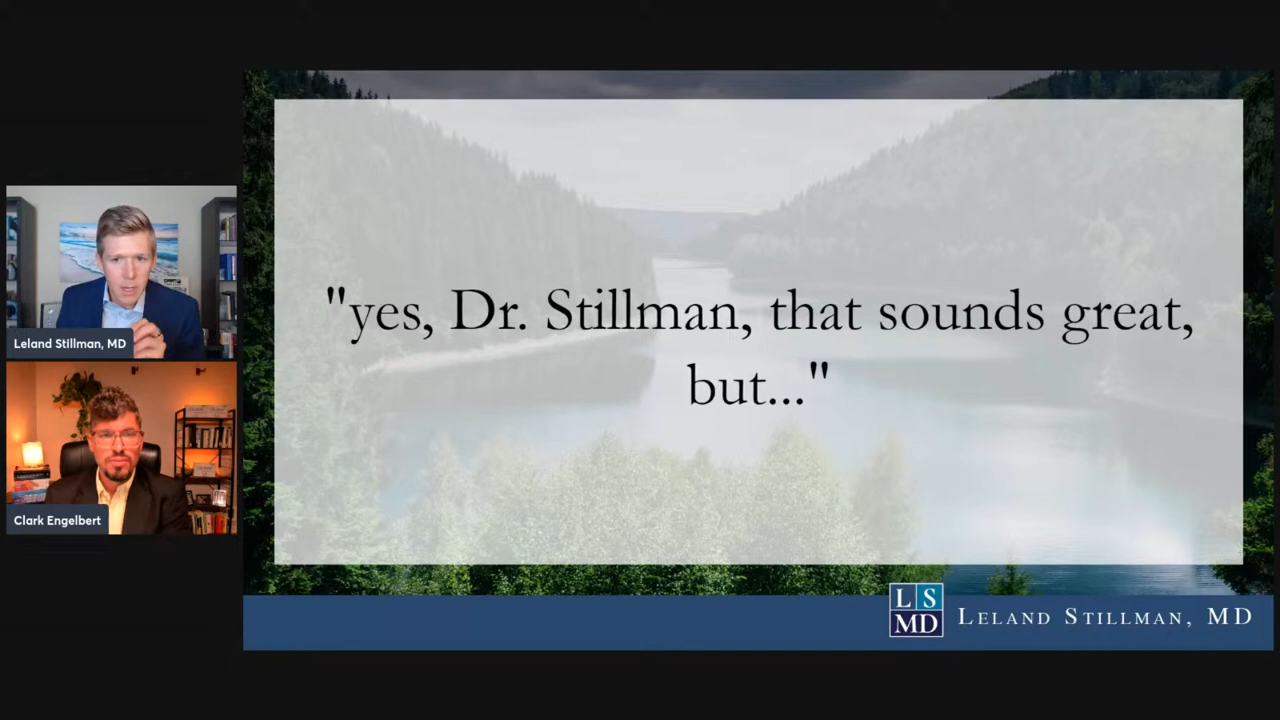 Leland Stillman, MD
Clark Engelbert
"yes, Dr. Stillman, that sounds great,
but..."
L S
MD
LELAND STILLMAN, MD